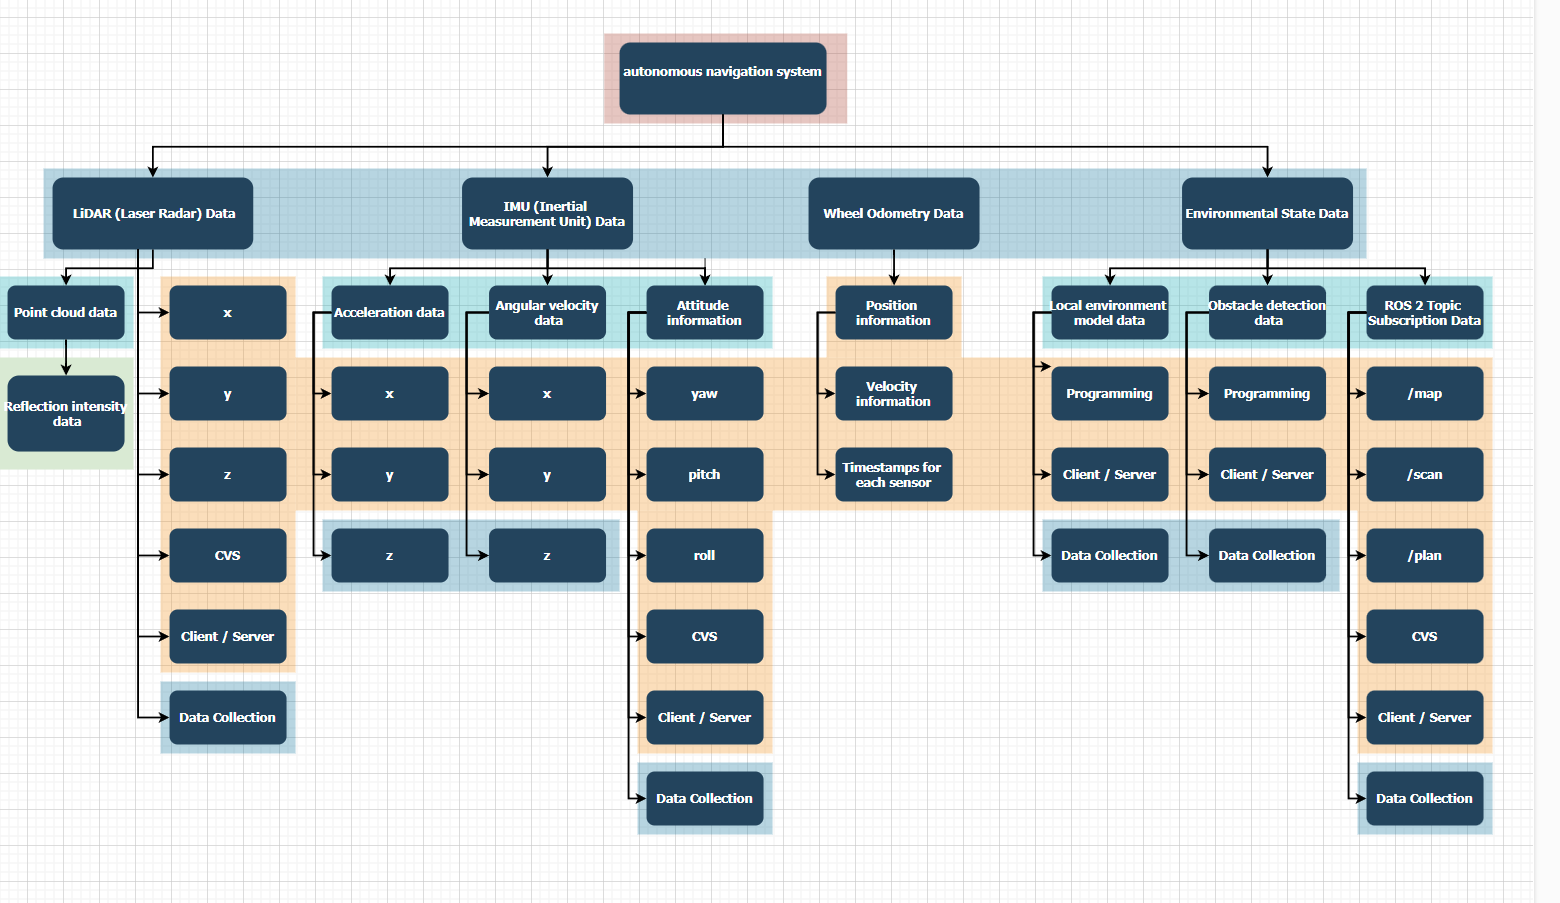 autonomous navigation system
LiDAR (Laser Radar) Data
IMU (Inertial
Measurement Unit) Data
Wheel Odometry Data
Environmental State Data
Point cloud data
x
Acceleration data
Angular velocity
data
Attitude
information
Position
information
Local environment
model data
Obstacle detection
data
ROS 2 Topic
Subscription Data
Reflection intensity
data
y
x
x
yaw
Velocity
information
Programming
Programming
/map
z
y
y
pitch
Timestamps for
each sensor
Client / Server
Client / Server
/scan
CVS
z
z
roll
Data Collection
Data Collection
/plan
Client / Server
CVS
CVS
Data Collection
Client / Server
Client / Server
Data Collection
Data Collection